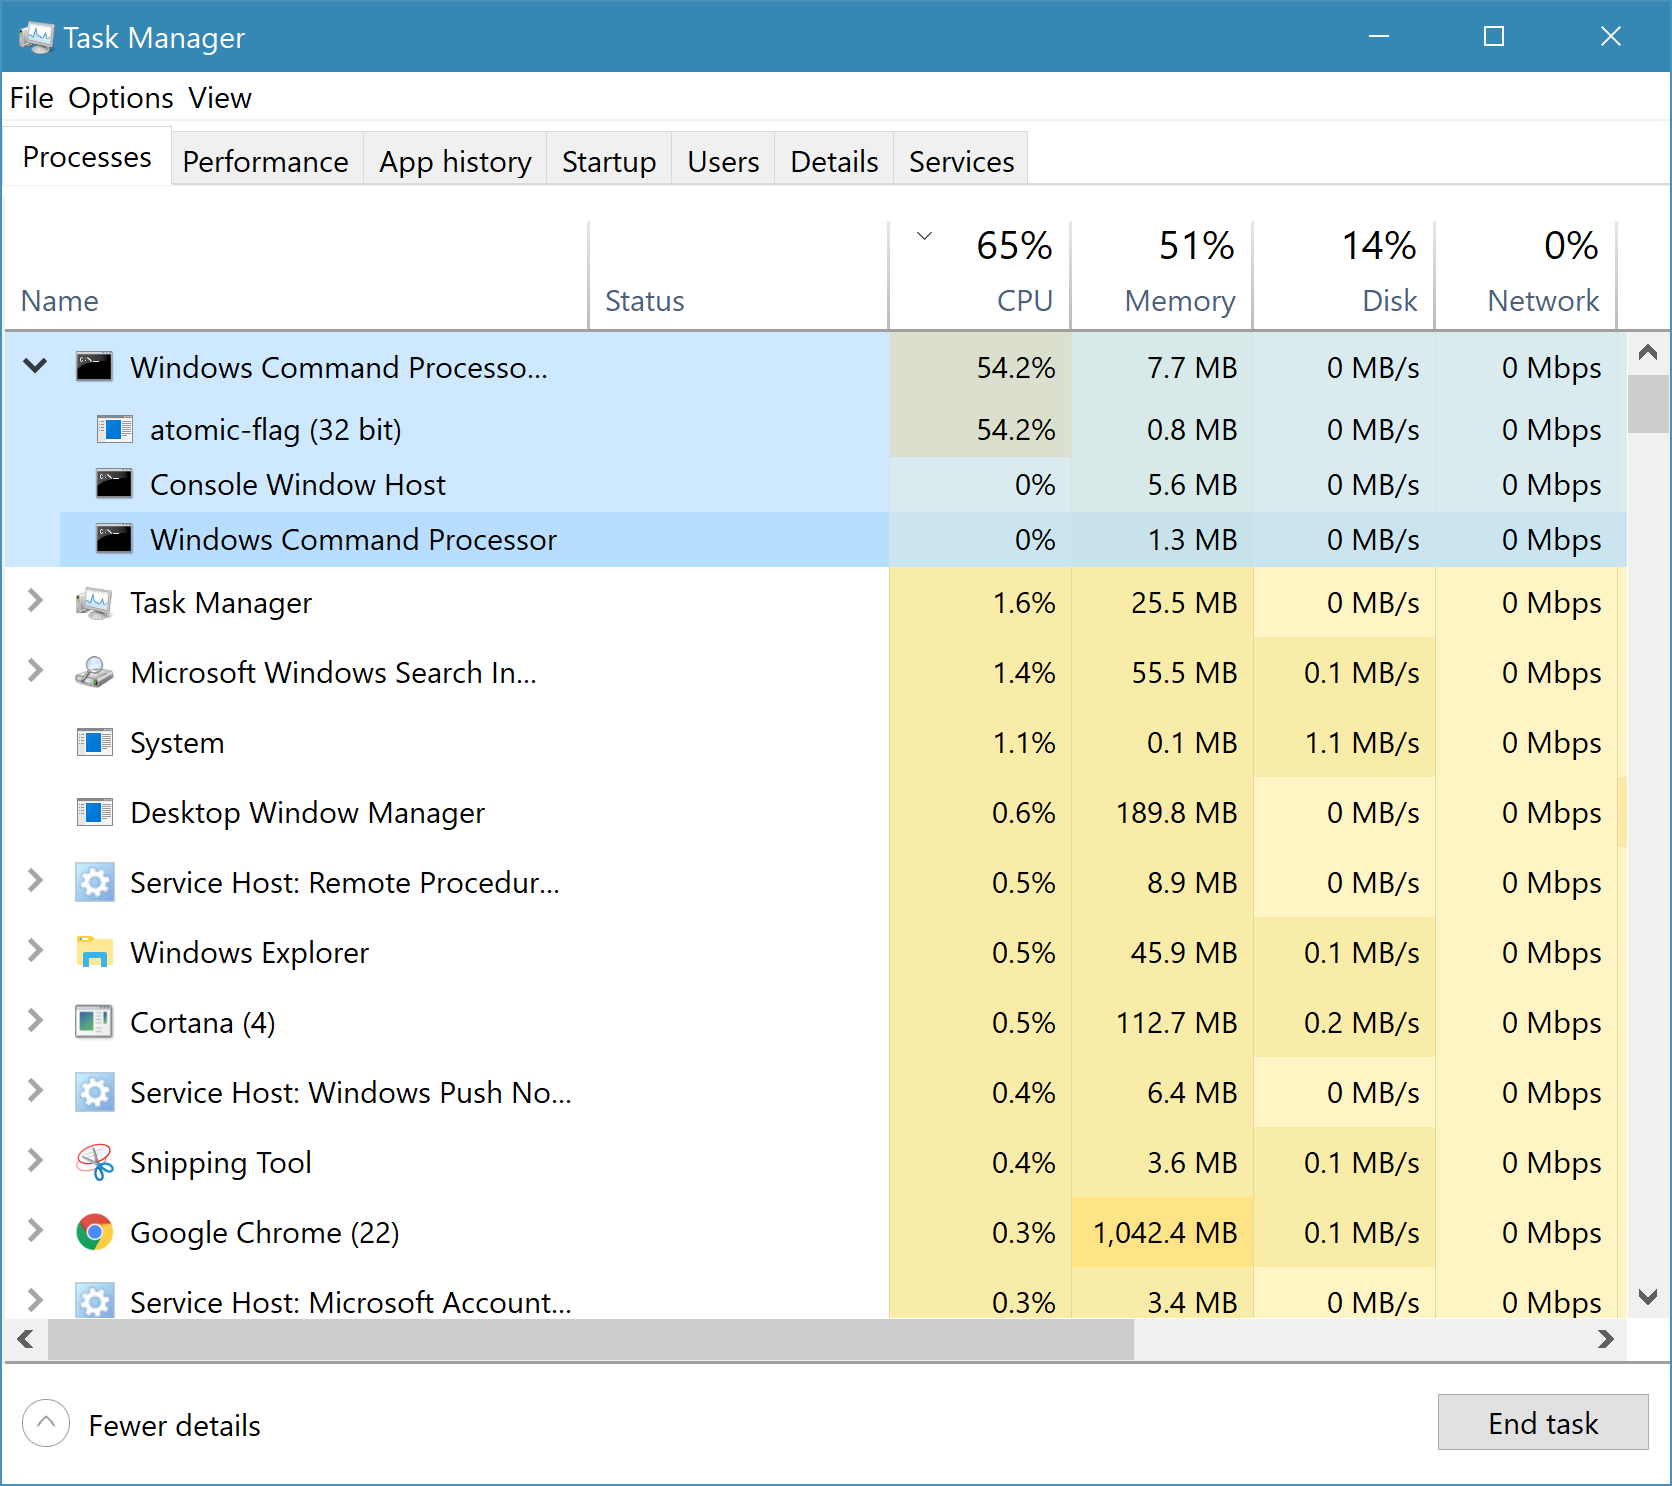 Task Manager
File Options View
Processes Performance App history Startup Users Details Services
65% 51% 14% 0%
Name Status CPU Memory Disk Network
Windows Command Processo... 54.2% 7.7 MB 0 MB/s 0 Mbps
atomic-flag (32 bit) 54.2% 0.8 MB 0 MB/s 0 Mbps
Console Window Host 0% 5.6 MB 0 MB/s 0 Mbps
Windows Command Processor 0% 1.3 MB 0 MB/s 0 Mbps
Task Manager 1.6% 25.5 MB 0 MB/s 0 Mbps
Microsoft Windows Search In... 1.4% 55.5 MB 0.1 MB/s 0 Mbps
System 1.1% 0.1 MB 1.1 MB/s 0 Mbps
Desktop Window Manager 0.6% 189.8 MB 0 MB/s 0 Mbps
Service Host: Remote Procedur... 0.5% 8.9 MB 0 MB/s 0 Mbps
Windows Explorer 0.5% 45.9 MB 0.1 MB/s 0 Mbps
Cortana (4) 0.5% 112.7 MB 0.2 MB/s 0 Mbps
Service Host: Windows Push No... 0.4% 6.4 MB 0 MB/s 0 Mbps
Snipping Tool 0.4% 3.6 MB 0.1 MB/s 0 Mbps
Google Chrome (22) 0.3% 1,042.4 MB 0.1 MB/s 0 Mbps
Service Host: Microsoft Account... 0.3% 3.4 MB 0 MB/s 0 Mbps
Fewer details End task